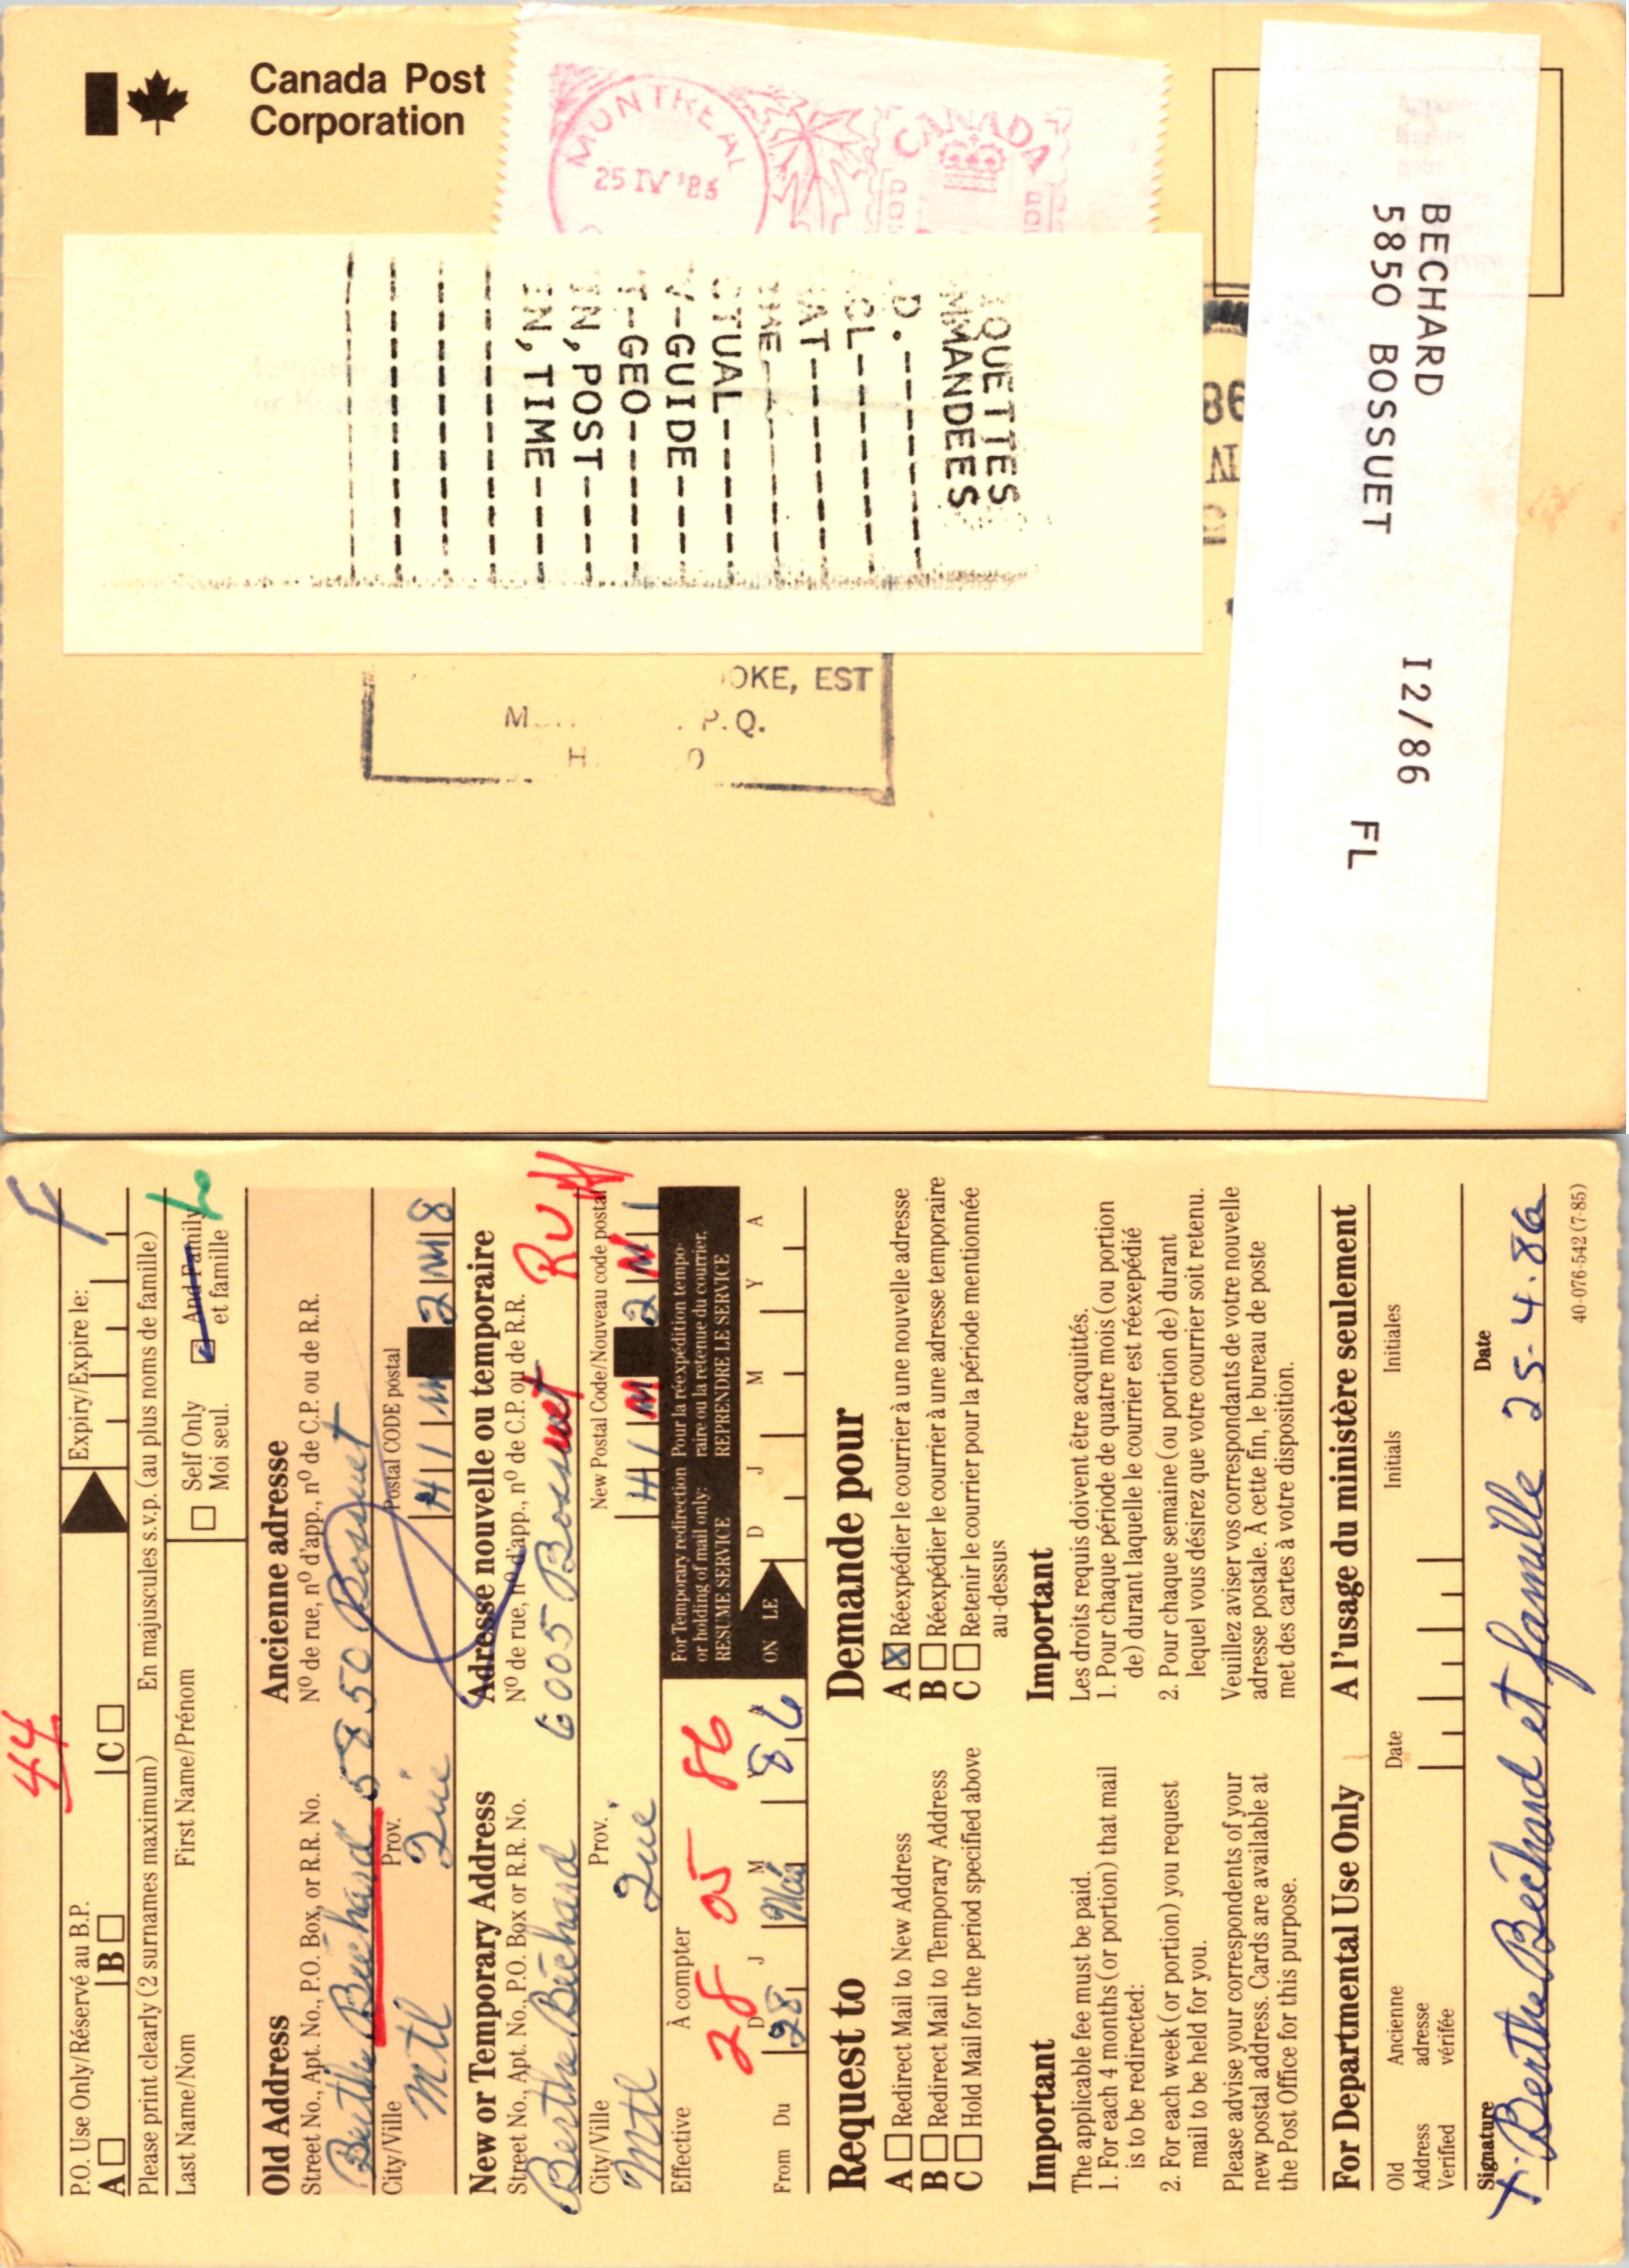 Canada Post
Corporation
MONTREAL
25 IV '86
CANADA
QUETTES
MANDEES
D.
CL
AT
TUAL
V-GUIDE
T-GEO
N,POST
EN,TIME
OKE, EST
P.Q.
H
86
IV
BECHARD
5850 BOSSUET
I2/86
FL
44
F
P.O. Use Only/Réservé au B.P.
A
B
C
Expiry/Expire le:
Please print clearly (2 surnames maximum)
En majuscules s.v.p. (au plus noms de famille)
Last Name/Nom
First Name/Prénom
Self Only
Moi seul.
And Family
et famille
Old Address
Ancienne adresse
Street No., Apt. No., P.O. Box, or R.R. No.
Nº de rue, nº d'app., nº de C.P. ou de R.R.
Berthe Bechard 5850 Bossuet
City/Ville
Prov.
Postal CODE postal
Mtl
Qué
H1M 2M8
New or Temporary Address
Adresse nouvelle ou temporaire
Street No., Apt. No., P.O. Box or R.R. No.
Nº de rue, nº d'app., nº de C.P. ou de R.R.
Berthe Béchard 6005 Bossuet
City/Ville
Prov.
New Postal Code/Nouveau code postal
Mtl
Qué
H1M 2N1
Effective
À compter
28 05 86
From Du
D J M Y A
28 Mai 86
For Temporary redirection
or holding of mail only:
RESUME SERVICE
Pour la réexpédition tempo-
raire ou la retenue du courrier,
REPRENDRE LE SERVICE
ON LE
D J M Y A
Request to
A Redirect Mail to New Address
B Redirect Mail to Temporary Address
C Hold Mail for the period specified above
Demande pour
A Réexpédier le courrier à une nouvelle adresse
B Réexpédier le courrier à une adresse temporaire
C Retenir le courrier pour la période mentionnée
au-dessus
Important
The applicable fee must be paid.
1. For each 4 months (or portion) that mail
is to be redirected:
2. For each week (or portion) you request
mail to be held for you.
Please advise your correspondents of your
new postal address. Cards are available at
the Post Office for this purpose.
Important
Les droits requis doivent être acquittés.
1. Pour chaque période de quatre mois (ou portion
de) durant laquelle le courrier est réexpédié
2. Pour chaque semaine (ou portion de) durant
lequel vous désirez que votre courrier soit retenu.
Veuillez aviser vos correspondants de votre nouvelle
adresse postale. À cette fin, le bureau de poste
met des cartes à votre disposition.
For Departmental Use Only
A l'usage du ministère seulement
Old
Address
Verified
Ancienne
adresse
vérifée
Date
Initials
Initiales
Signature
Date
X Berthe Béchard et famille 25-4-86
40-076-542 (7-85)